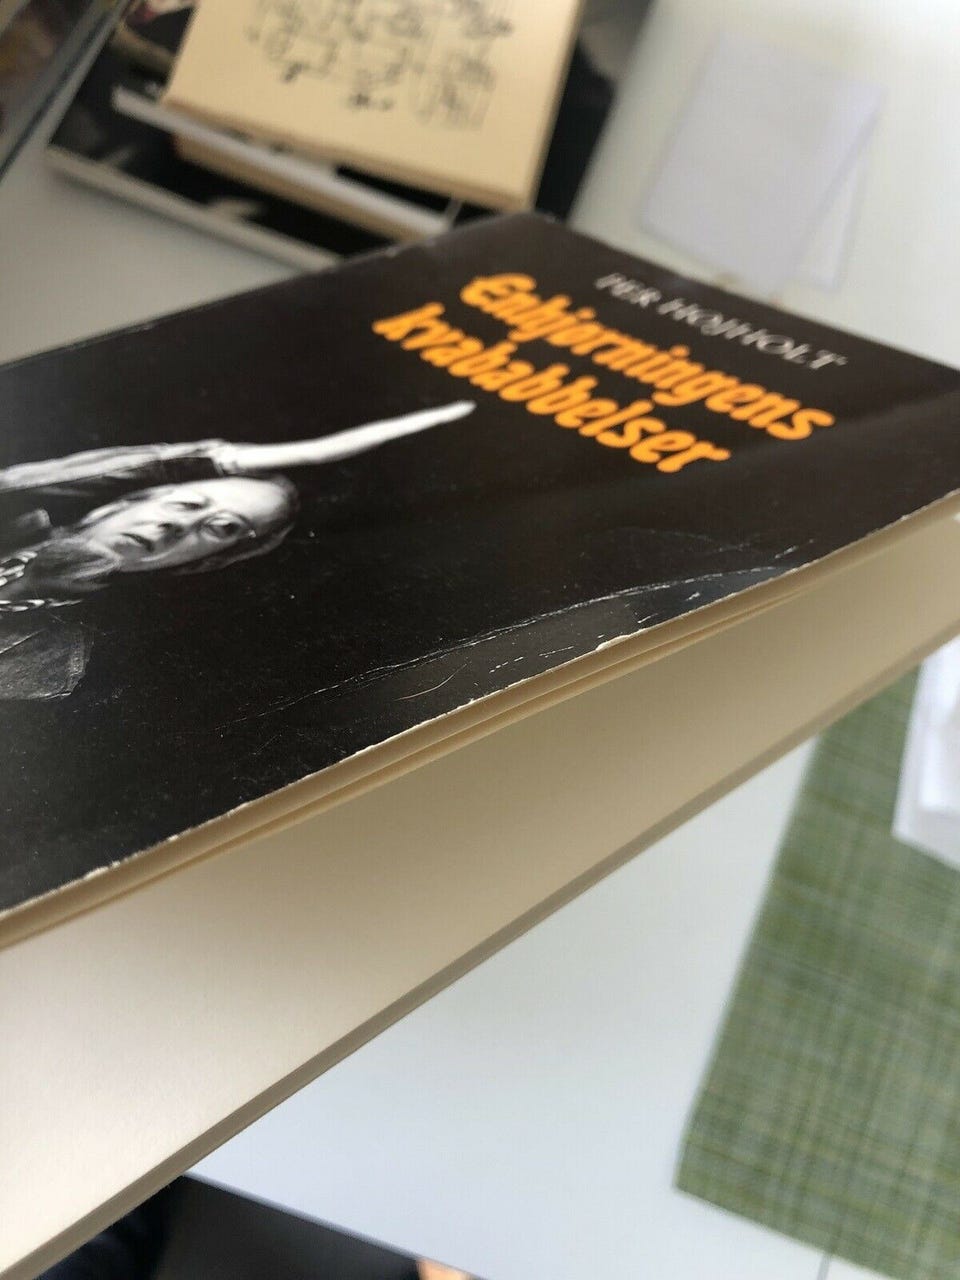 PER HØJHOLT
Enhjørningens
kvababbelser